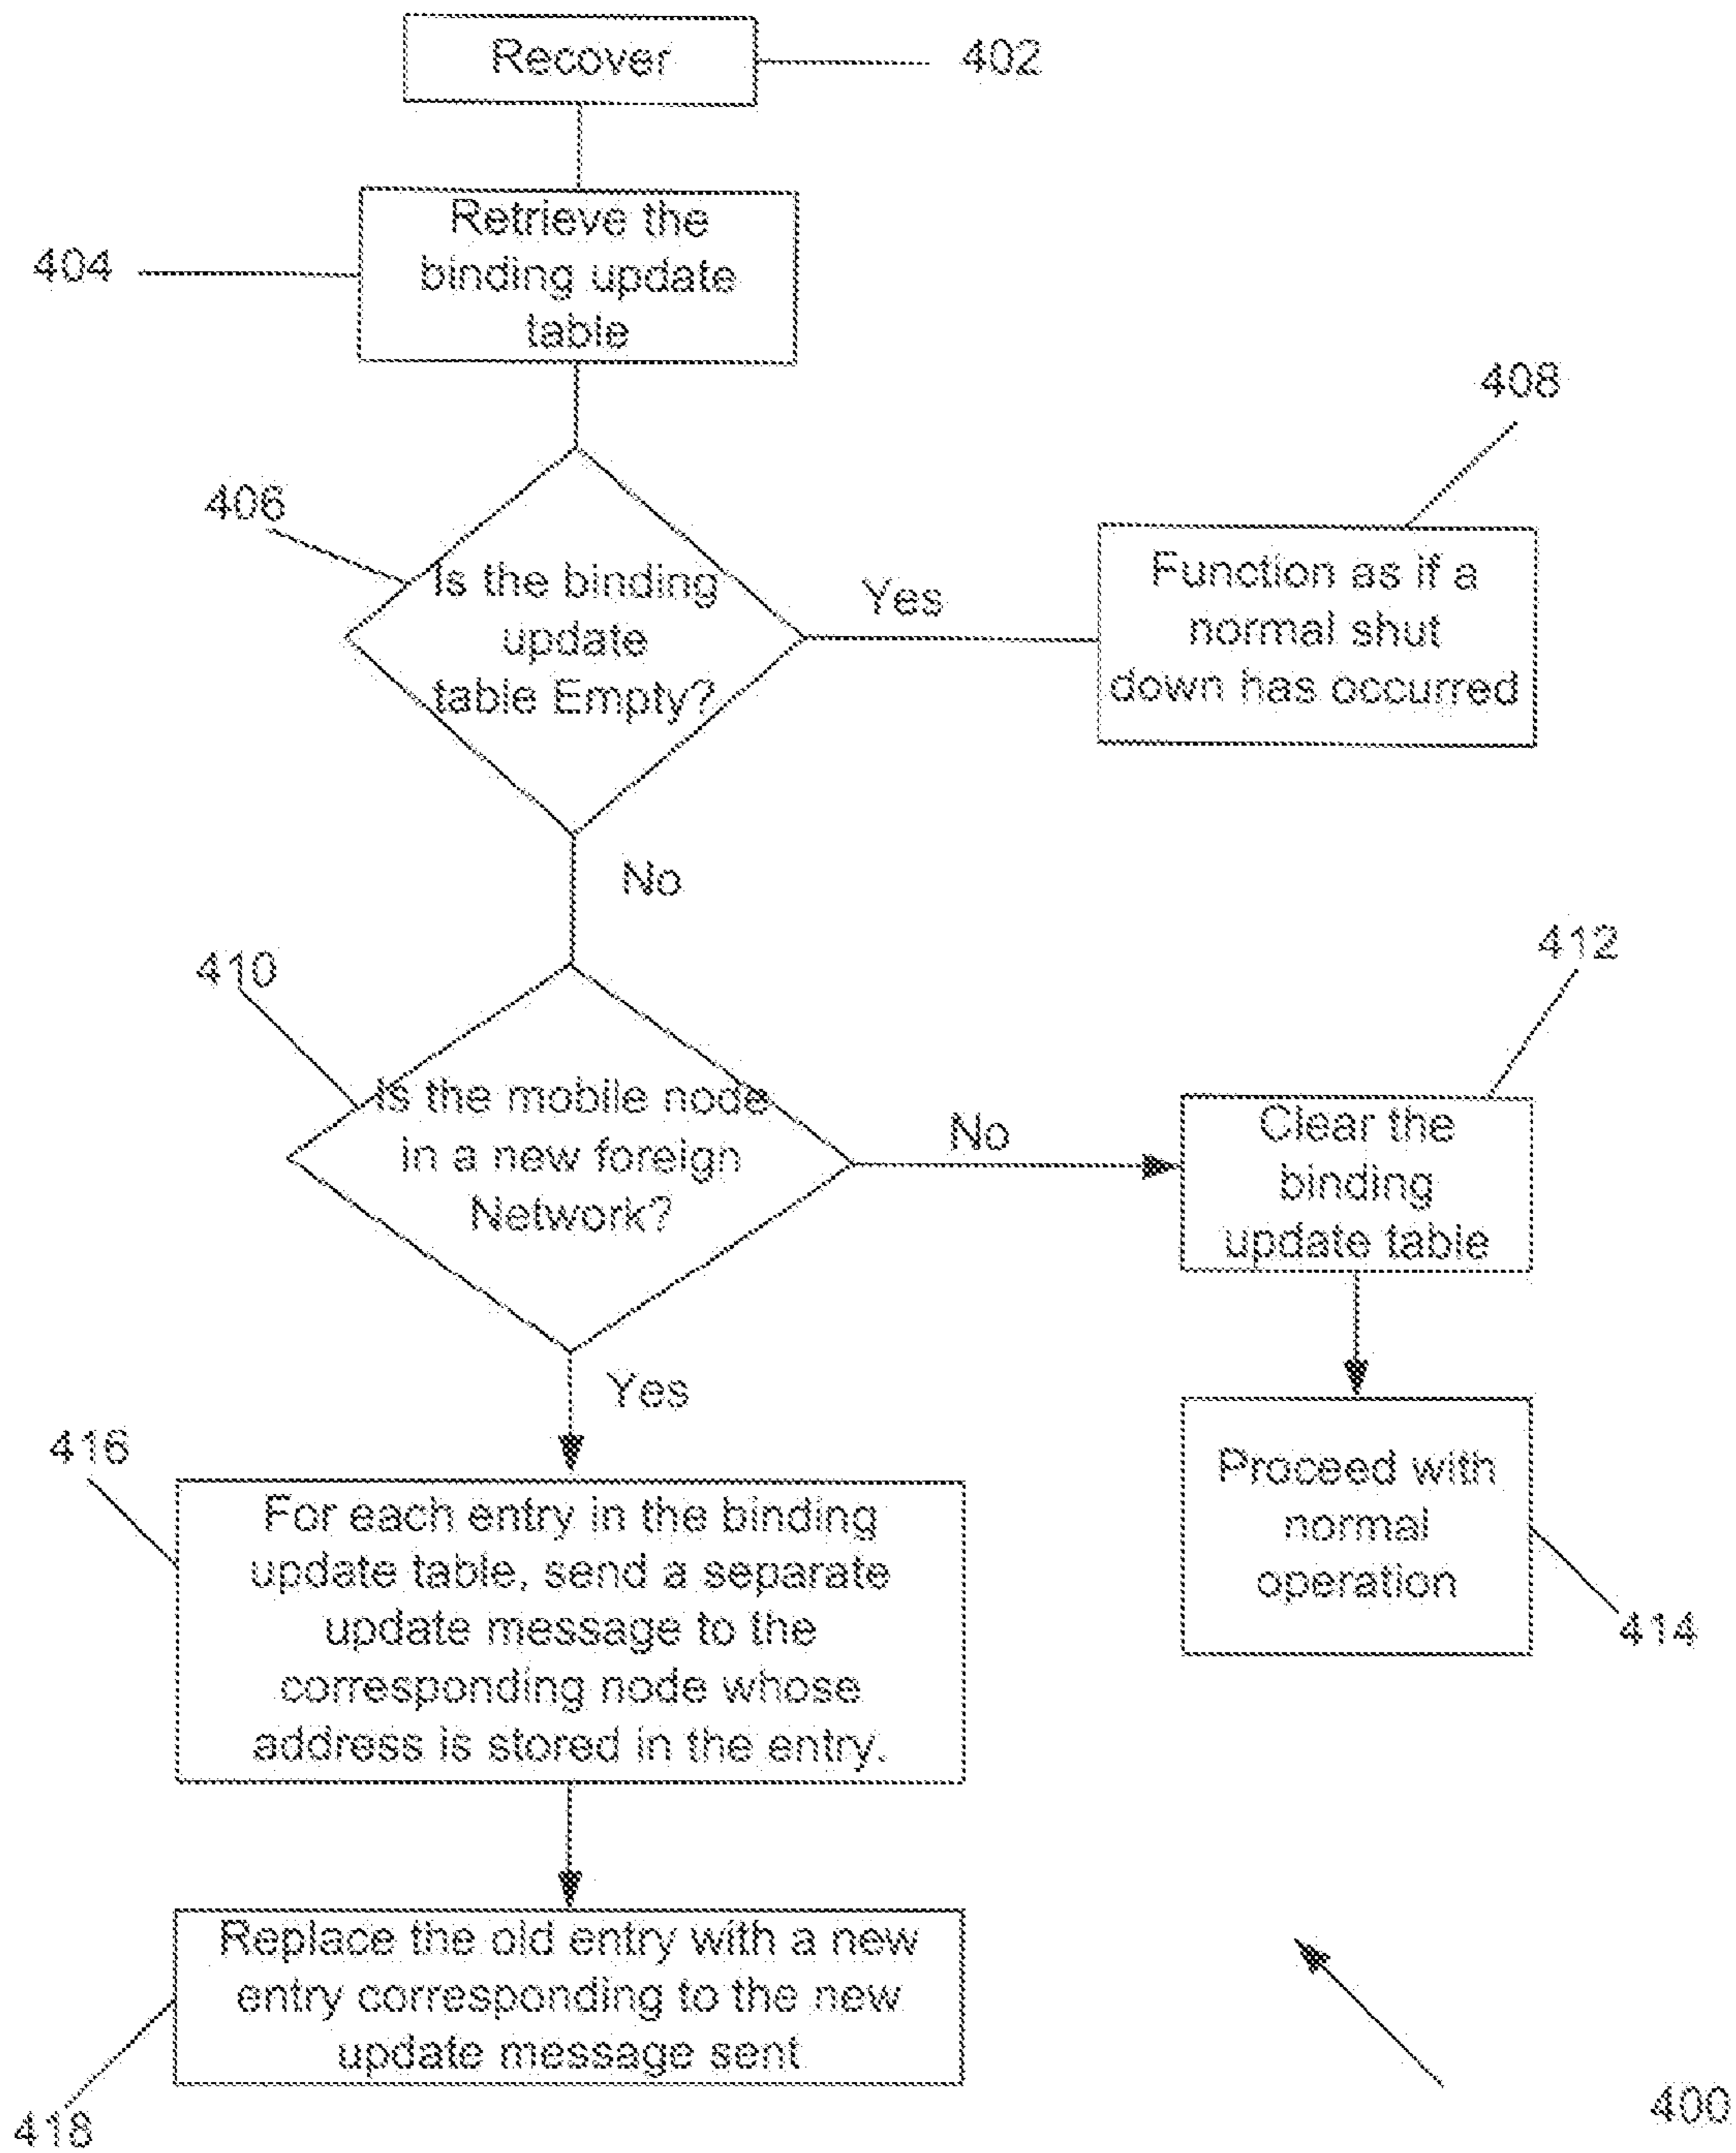 Recover
402
Retrieve the
binding update
table
404
408
406
Is the binding
update
table Empty?
Yes
Function as if a
normal shut
down has occurred
No
412
410
Is the mobile node
in a new foreign
Network?
No
Clear the
binding
update table
Yes
416
Proceed with
normal
operation
414
For each entry in the binding
update table, send a separate
update message to the
corresponding node whose
address is stored in the entry.
Replace the old entry with a new
entry corresponding to the new
update message sent
418
400